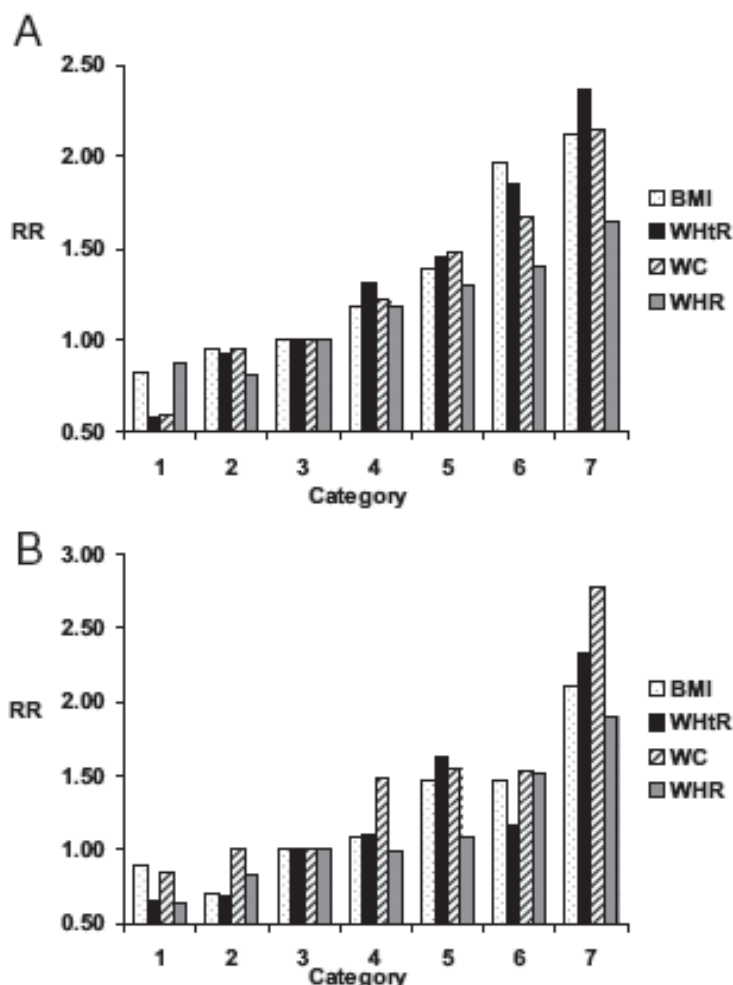 A
2.50
2.00
RR
1.50
1.00
0.50
1 2 3 4 5 6 7
Category
BMI
WHtR
WC
WHR
B
3.00
2.50
RR
2.00
1.50
1.00
0.50
1 2 3 4 5 6 7
Category
BMI
WHtR
WC
WHR